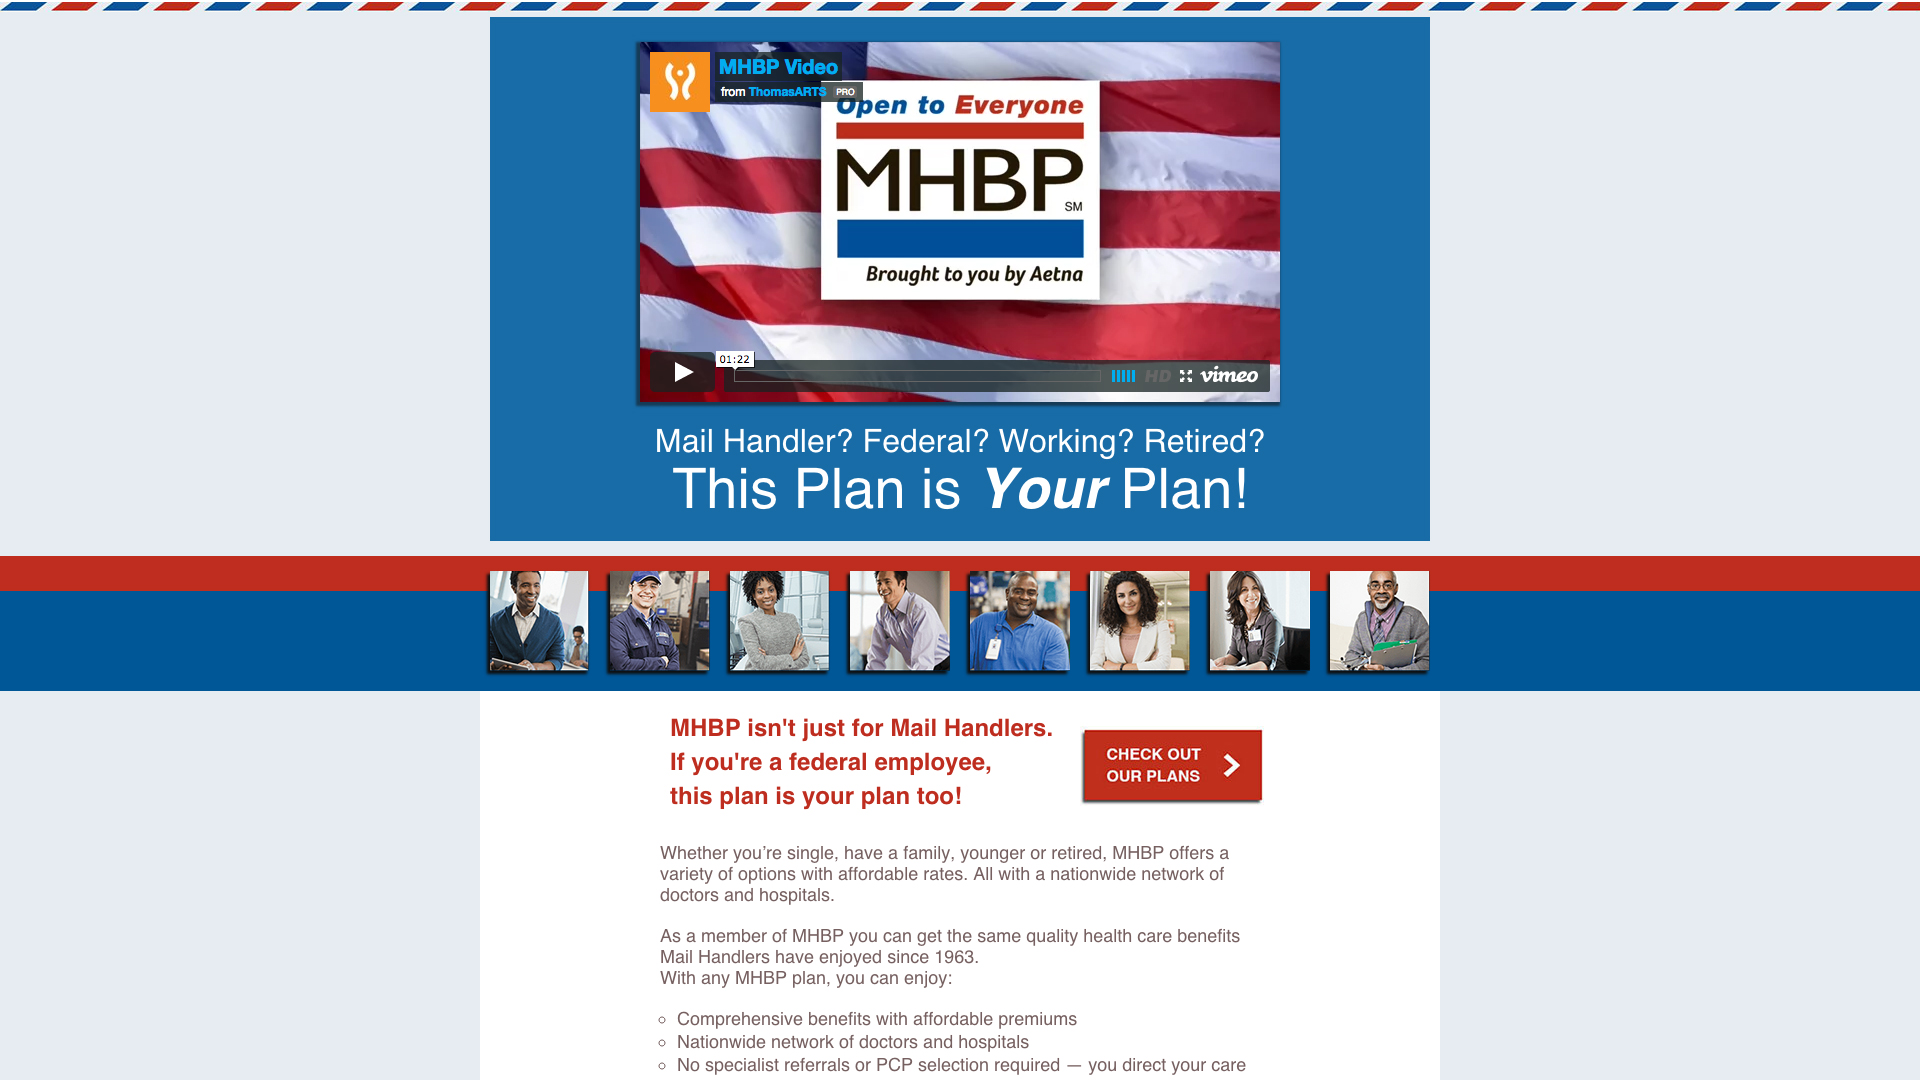 MHBP Video
from ThomasARTS PRO
Open to Everyone
MHBP SM
Brought to you by Aetna
01:22
HD vimeo
Mail Handler? Federal? Working? Retired?
This Plan is Your Plan!
MHBP isn't just for Mail Handlers.
If you're a federal employee,
this plan is your plan too!
CHECK OUT
OUR PLANS
Whether you’re single, have a family, younger or retired, MHBP offers a
variety of options with affordable rates. All with a nationwide network of
doctors and hospitals.
As a member of MHBP you can get the same quality health care benefits
Mail Handlers have enjoyed since 1963.
With any MHBP plan, you can enjoy:
Comprehensive benefits with affordable premiums
Nationwide network of doctors and hospitals
No specialist referrals or PCP selection required — you direct your care